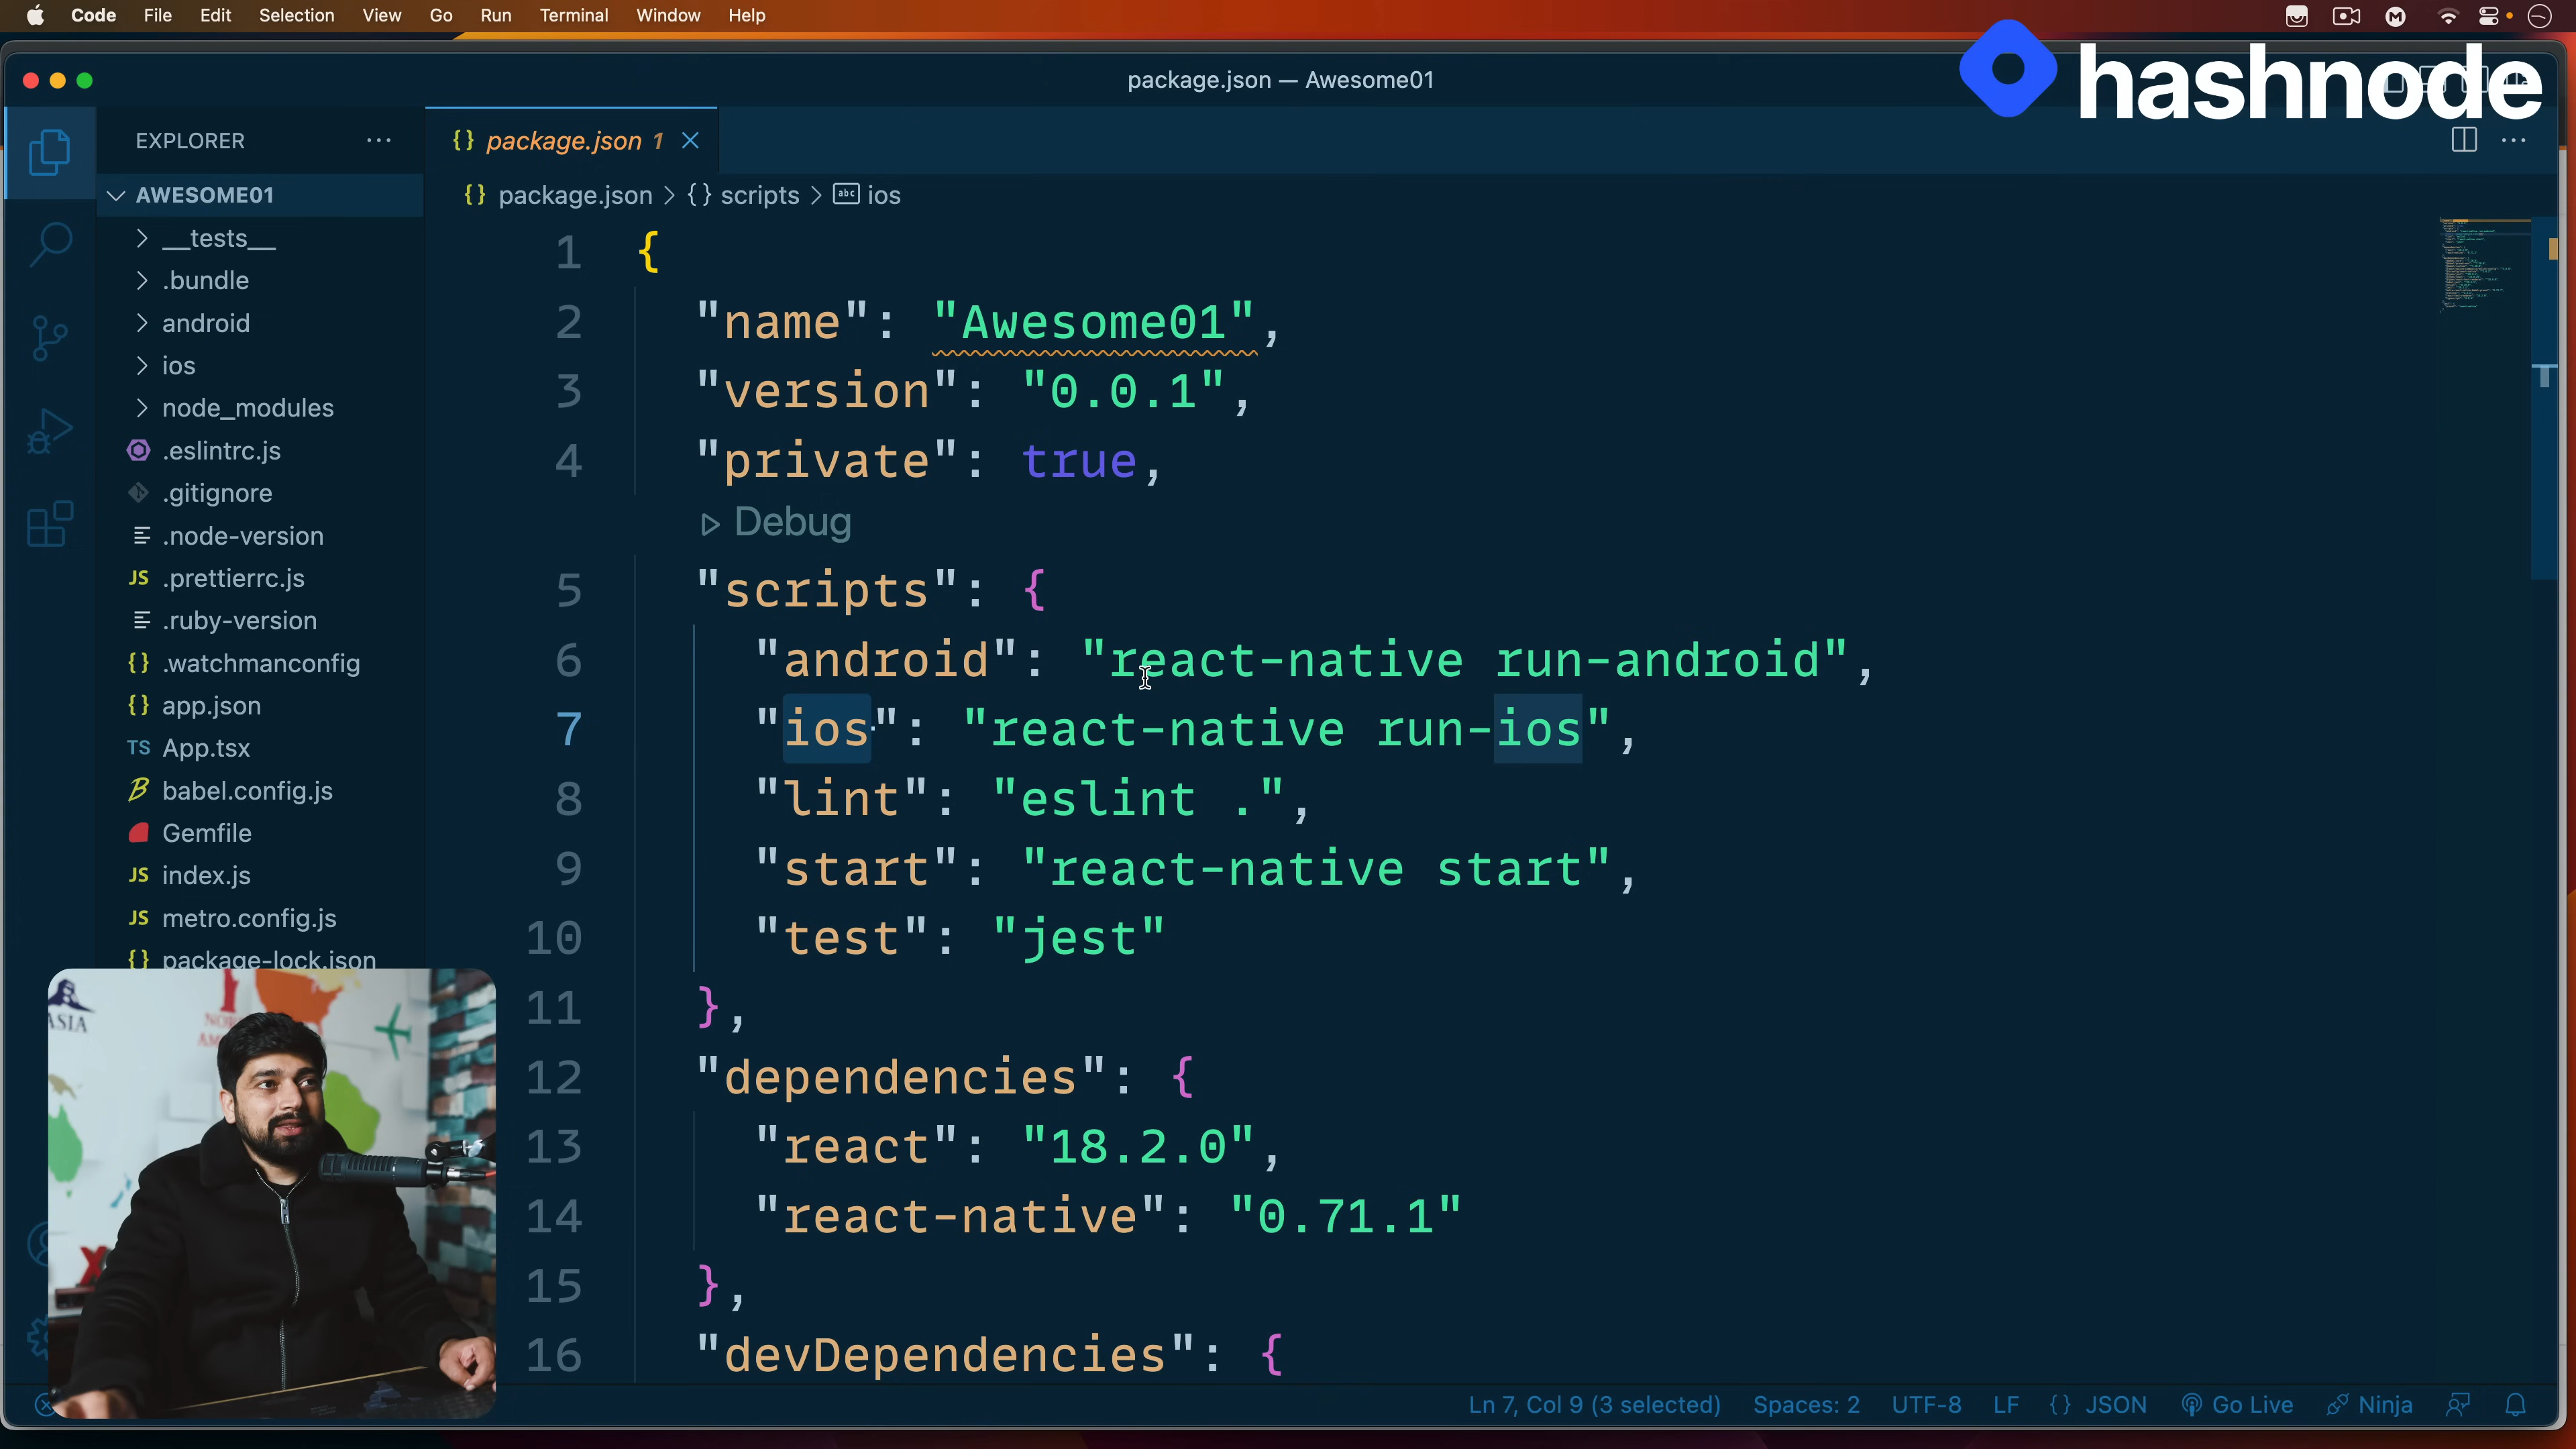 Code File Edit Selection View Go Run Terminal Window Help
hashnode
package.json — Awesome01
EXPLORER
package.json 1
AWESOME01
package.json > {} scripts > abc ios
__tests__
.bundle
android
ios
node_modules
.eslintrc.js
.gitignore
.node-version
JS .prettierrc.js
.ruby-version
{} .watchmanconfig
{} app.json
TS App.tsx
babel.config.js
Gemfile
JS index.js
JS metro.config.js
{} package-lock.json
1 {
2 "name": "Awesome01",
3 "version": "0.0.1",
4 "private": true,
Debug
5 "scripts": {
6 "android": "react-native run-android",
7 "ios": "react-native run-ios",
8 "lint": "eslint .",
9 "start": "react-native start",
10 "test": "jest"
11 },
12 "dependencies": {
13 "react": "18.2.0",
14 "react-native": "0.71.1"
15 },
16 "devDependencies": {
ASIA
Ln 7, Col 9 (3 selected) Spaces: 2 UTF-8 LF {} JSON Go Live Ninja